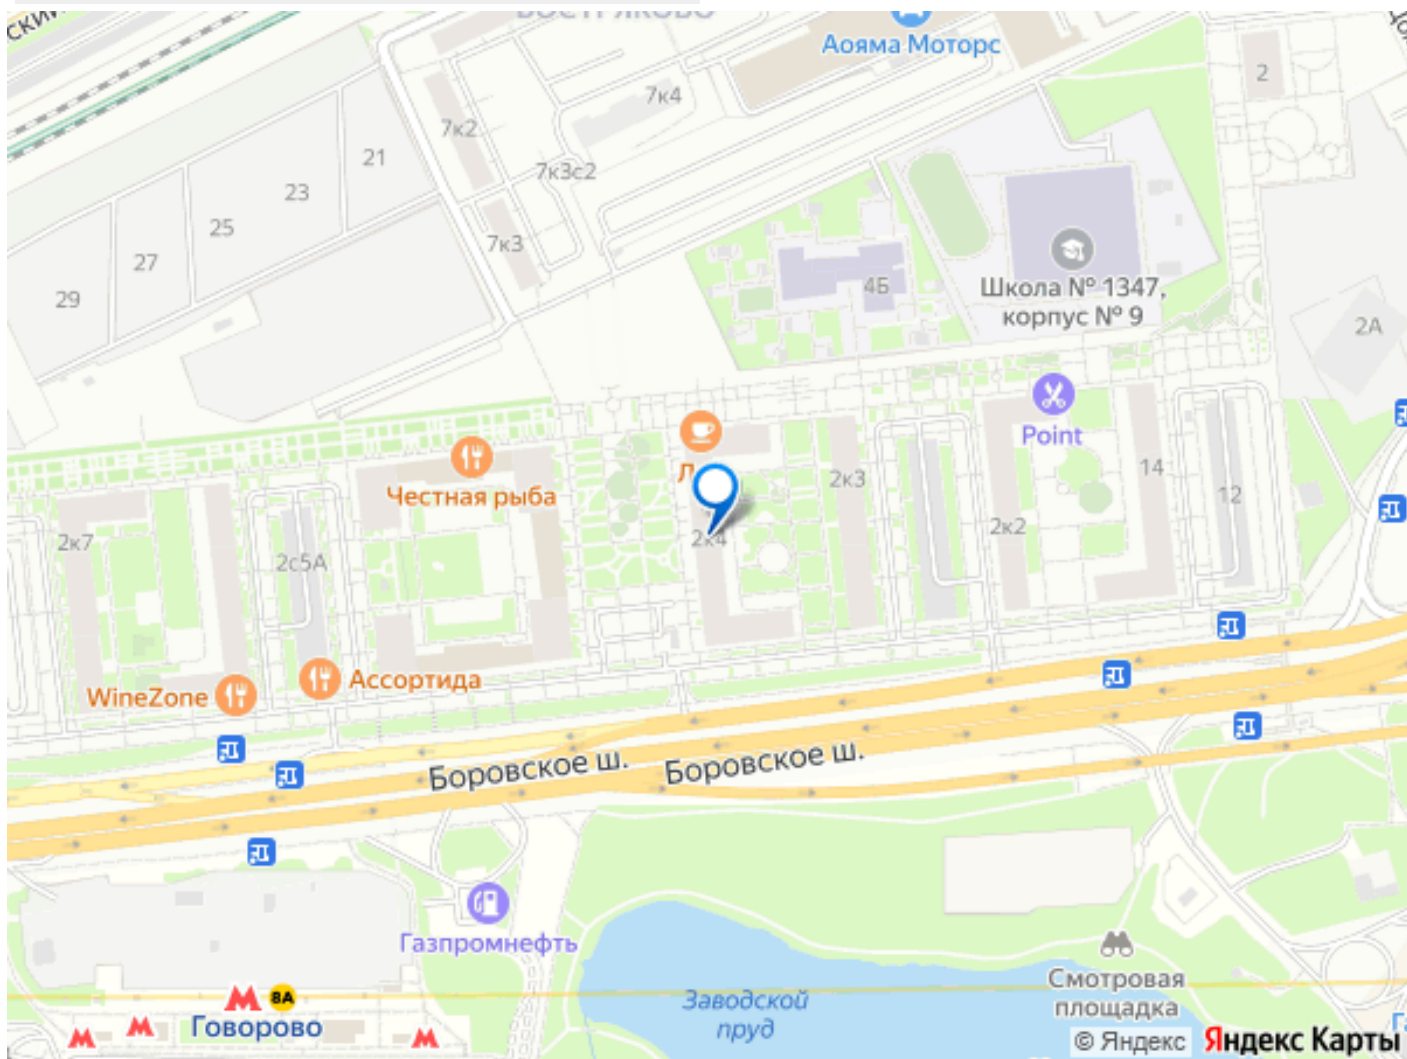 ВОСТРЯКОВО
Аояма Моторс
2
7к4
7к2
21
7к3с2
23
25
7к3
27
29
4Б
Школа № 1347,
корпус № 9
2А
Point
Честная рыба
14
2к3
12
2к2
2к7
2к4
2с5А
WineZone
Ассортида
Боровское ш.
Боровское ш.
Газпромнефть
8А
Говорово
Заводской
пруд
Смотровая
площадка
© Яндекс
Яндекс Карты